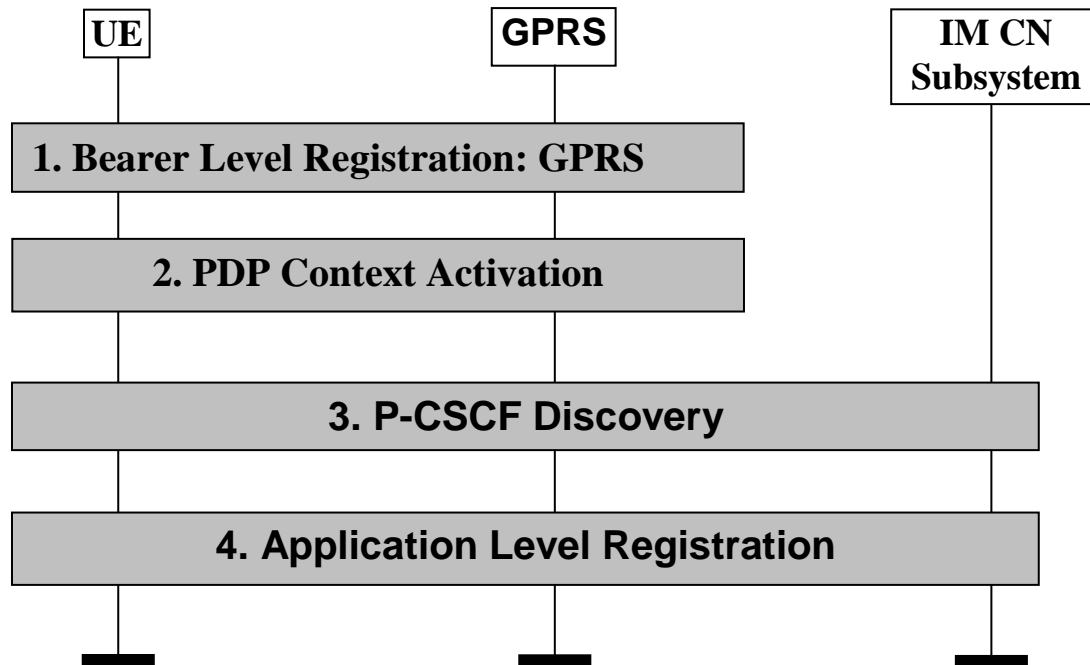 UE
GPRS
IM CN
Subsystem
1. Bearer Level Registration: GPRS
2. PDP Context Activation
3. P-CSCF Discovery
4. Application Level Registration